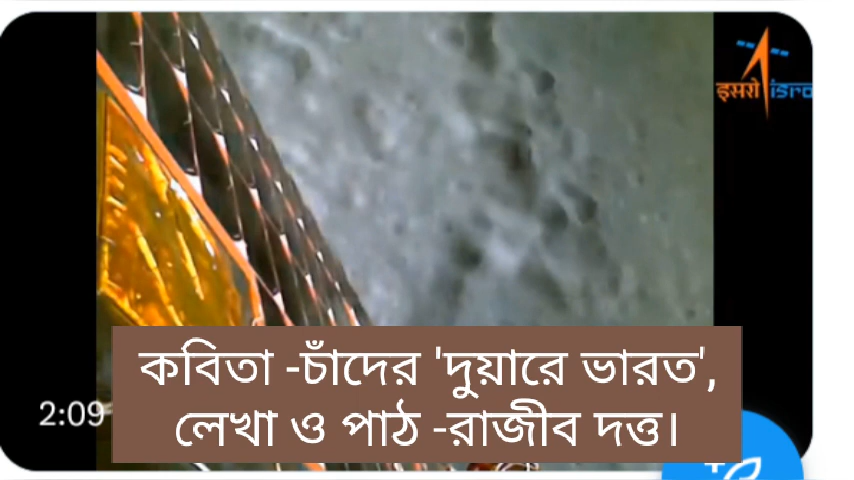 इसरो isro
কবিতা -চাঁদের 'দুয়ারে ভারত',
লেখা ও পাঠ -রাজীব দত্ত।
2:09